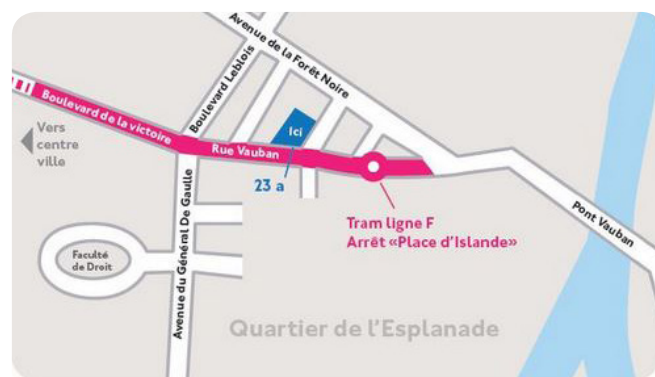 Avenue de la Forêt Noire
Boulevard Leblois
Boulevard de la victoire
Vers
centre
ville
Ici
Rue Vauban
23 a
Tram ligne F
Arrêt «Place d’Islande»
Pont Vauban
Avenue du Général De Gaulle
Faculté
de Droit
Quartier de l’Esplanade